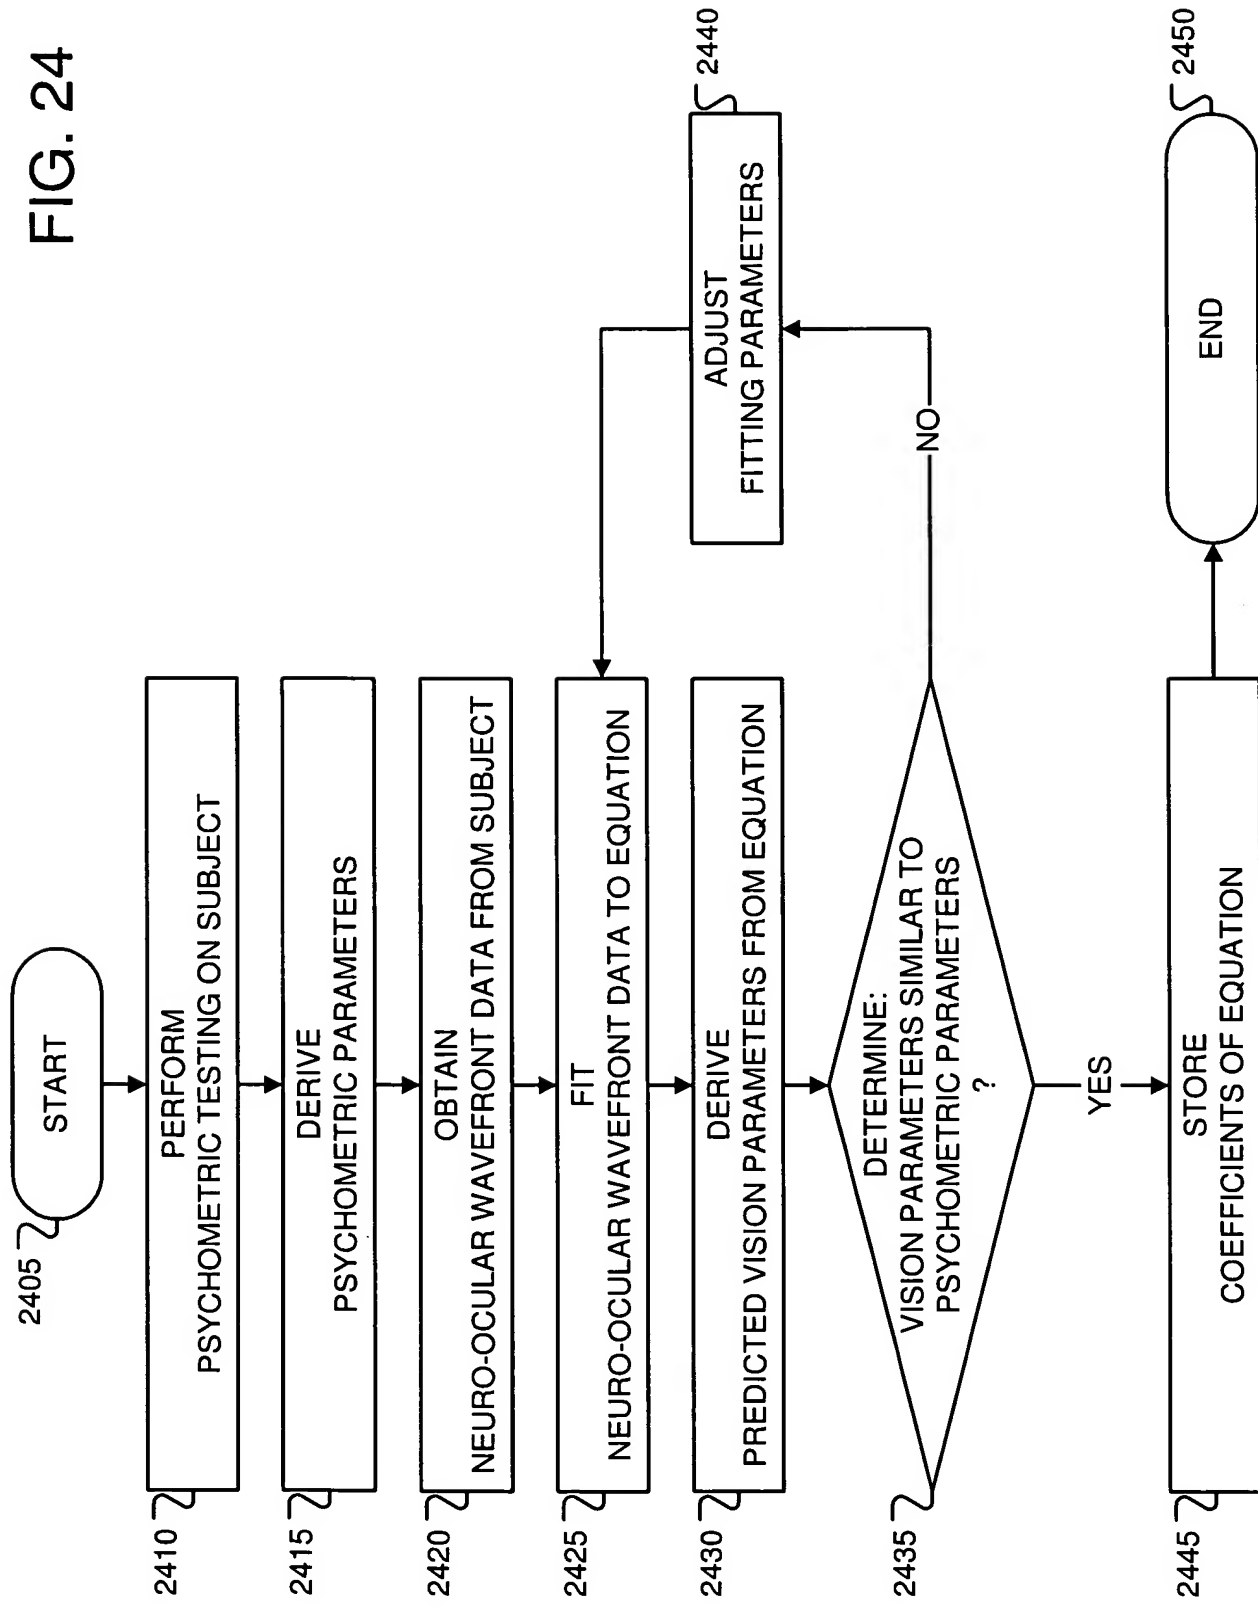 FIG. 24
START
2405
PERFORM
PSYCHOMETRIC TESTING ON SUBJECT
2410
DERIVE
PSYCHOMETRIC PARAMETERS
2415
OBTAIN
NEURO-OCULAR WAVEFRONT DATA FROM SUBJECT
2420
FIT
NEURO-OCULAR WAVEFRONT DATA TO EQUATION
2425
DERIVE
PREDICTED VISION PARAMETERS FROM EQUATION
2430
DETERMINE:
VISION PARAMETERS SIMILAR TO
PSYCHOMETRIC PARAMETERS
?
2435
NO
ADJUST
FITTING PARAMETERS
2440
YES
STORE
COEFFICIENTS OF EQUATION
2445
END
2450